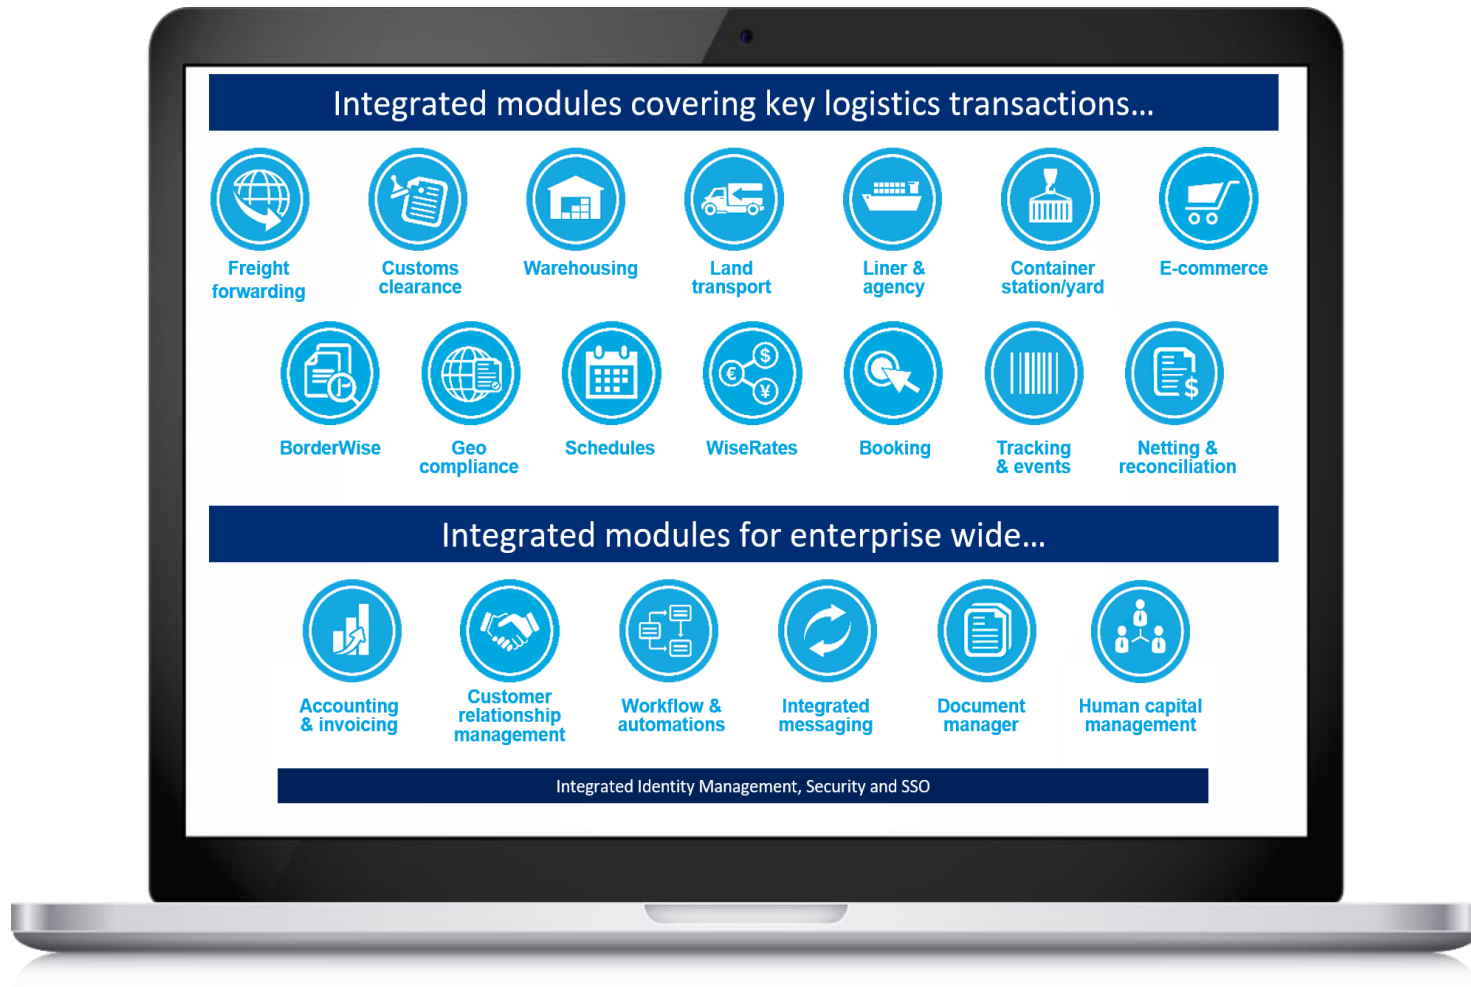 Integrated modules covering key logistics transactions...
Freight
forwarding
Customs
clearance
Warehousing
Land
transport
Liner &
agency
Container
station/yard
E-commerce
BorderWise
Geo
compliance
Schedules
$
€
¥
WiseRates
Booking
Tracking
& events
$
Netting &
reconciliation
Integrated modules for enterprise wide...
Accounting
& invoicing
Customer
relationship
management
Workflow &
automations
Integrated
messaging
Document
manager
Human capital
management
Integrated Identity Management, Security and SSO